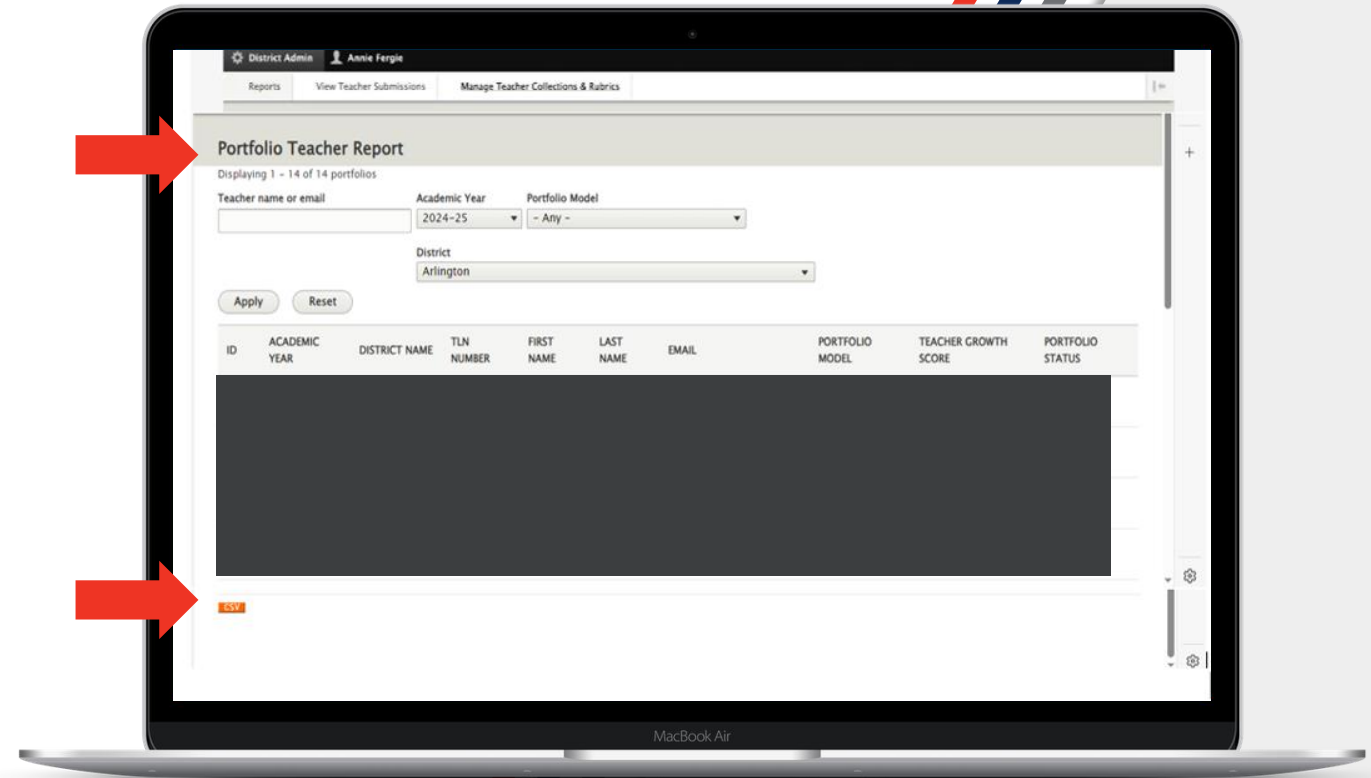 District Admin Annie Fergie
Reports View Teacher Submissions Manage Teacher Collections & Rubrics
Portfolio Teacher Report
Displaying 1 – 14 of 14 portfolios
Teacher name or email Academic Year Portfolio Model
2024-25 - Any -
District
Arlington
Apply Reset
ID ACADEMIC YEAR DISTRICT NAME TLN NUMBER FIRST NAME LAST NAME EMAIL PORTFOLIO MODEL TEACHER GROWTH SCORE PORTFOLIO STATUS
CSV
MacBook Air